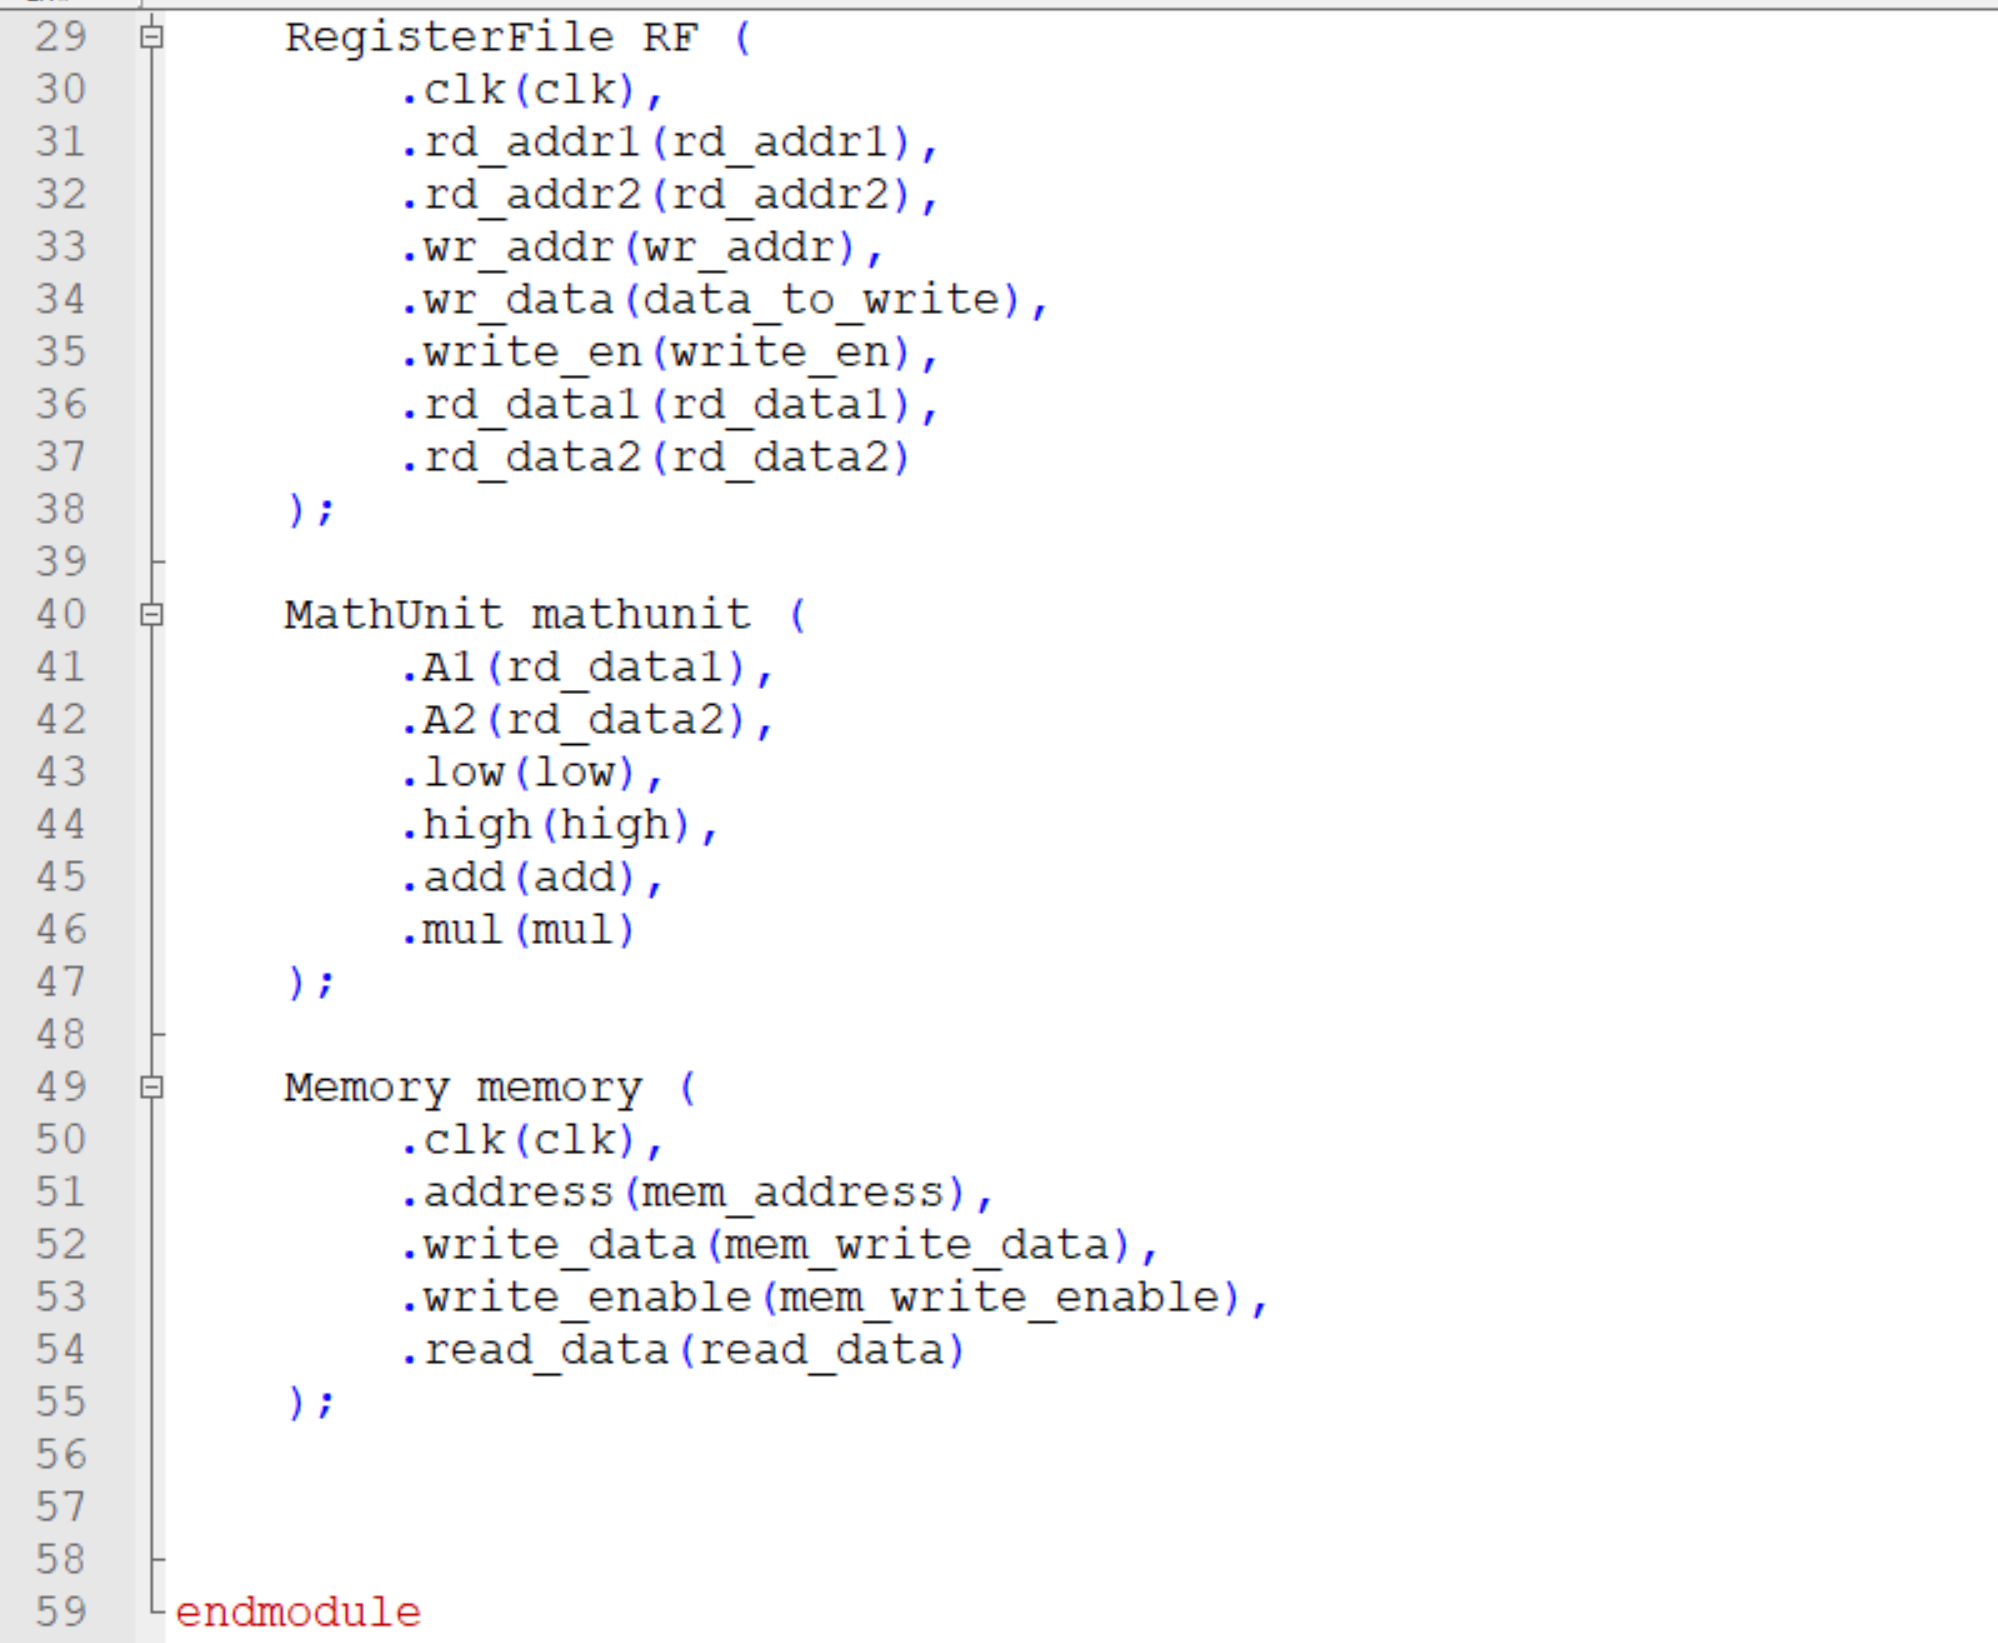 29 RegisterFile RF (
30 .clk(clk),
31 .rd_addr1(rd_addr1),
32 .rd_addr2(rd_addr2),
33 .wr_addr(wr_addr),
34 .wr_data(data_to_write),
35 .write_en(write_en),
36 .rd_data1(rd_data1),
37 .rd_data2(rd_data2)
38 );
39
40 MathUnit mathunit (
41 .A1(rd_data1),
42 .A2(rd_data2),
43 .low(low),
44 .high(high),
45 .add(add),
46 .mul(mul)
47 );
48
49 Memory memory (
50 .clk(clk),
51 .address(mem_address),
52 .write_data(mem_write_data),
53 .write_enable(mem_write_enable),
54 .read_data(read_data)
55 );
56
57
58
59 endmodule